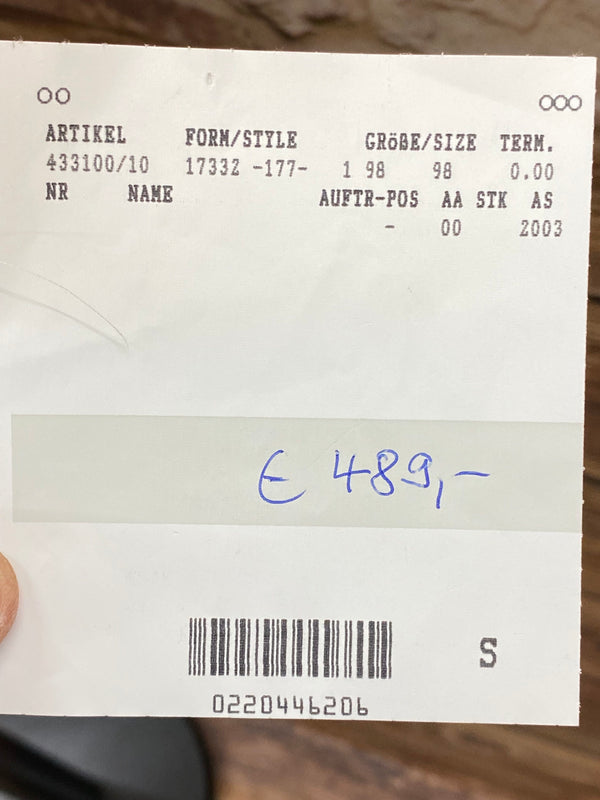 OO OOO
ARTIKEL FORM/STYLE GRÖßE/SIZE TERM.
433100/10 17332 -177- 1 98 98 0.00
NR NAME AUFTR-POS AA STK AS
- 00 2003
€ 489,-
S
0220446206